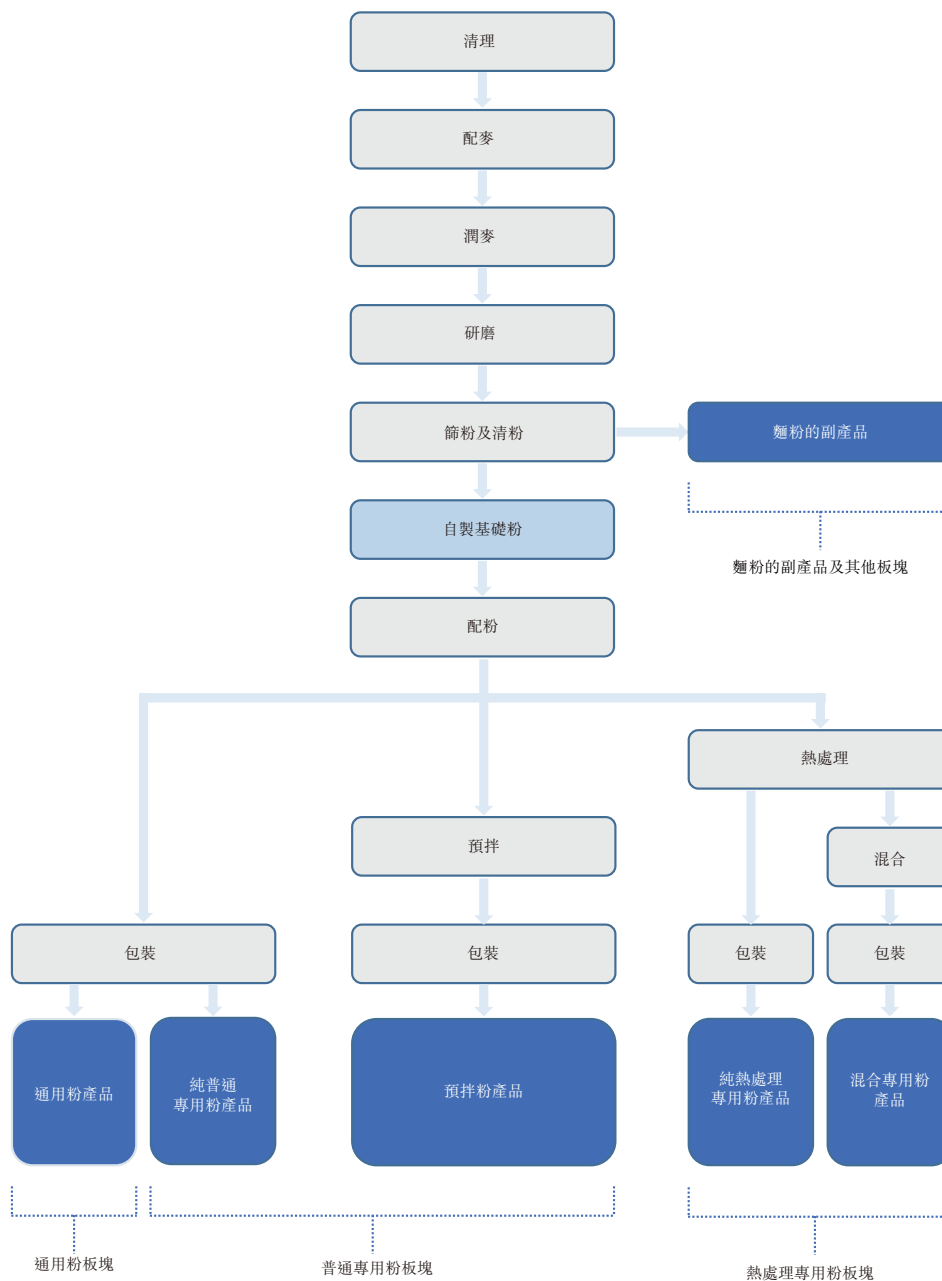 清理
配麥
潤麥
研磨
篩粉及清粉
麵粉的副產品
自製基礎粉
麵粉的副產品及其他板塊
配粉
熱處理
預拌
混合
包裝
包裝
包裝
包裝
通用粉產品
純普通
專用粉產品
預拌粉產品
純熱處理
專用粉產品
混合專用粉
產品
通用粉板塊
普通專用粉板塊
熱處理專用粉板塊